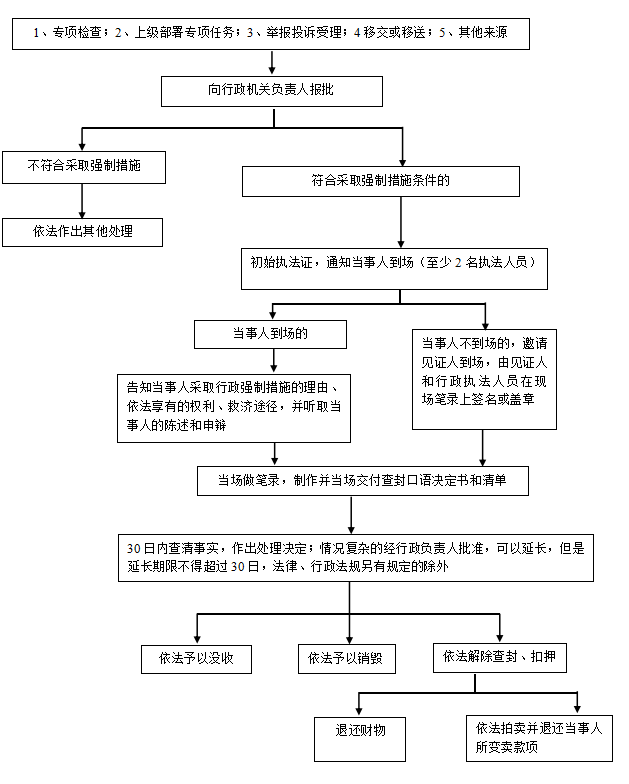 1、专项检查；2、上级部署专项任务；3、举报投诉受理；4 移交或移送；5、其他来源
向行政机关负责人报批
不符合采取强制措施
符合采取强制措施条件的
依法作出其他处理
初始执法证，通知当事人到场（至少 2 名执法人员）
当事人到场的
当事人不到场的，邀请
见证人到场，由见证人
和行政执法人员在现
场笔录上签名或盖章
告知当事人采取行政强制措施的理由、
依法享有的权利、救济途径，并听取当
事人的陈述和申辩
当场做笔录，制作并当场交付查封口语决定书和清单
30 日内查清事实，作出处理决定；情况复杂的经行政负责人批准，可以延长，但是
延长期限不得超过 30 日，法律、行政法规另有规定的除外
依法予以没收
依法予以销毁
依法解除查封、扣押
退还财物
依法拍卖并退还当事人
所变卖款项